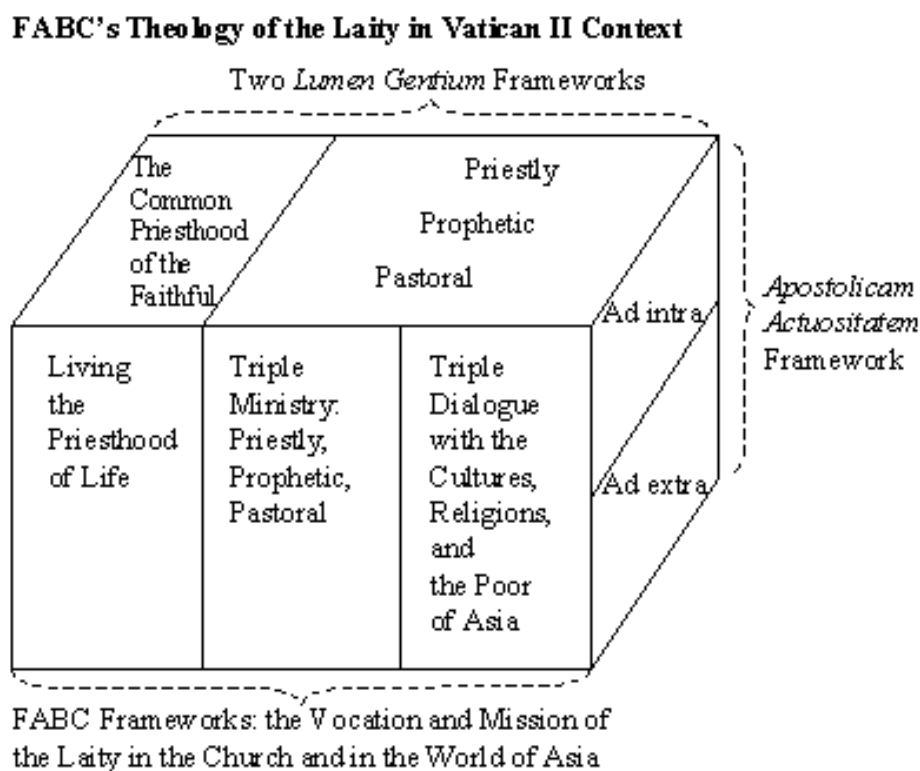 FABC's Theology of the Laity in Vatican II Context
Two Lumen Gentium Frameworks
The
Common
Priesthood
of the
Faithful
Priestly
Prophetic
Pastoral
Ad intra
Ad extra
Apostolicam
Actuositatem
Framework
Living
the
Priesthood
of Life
Triple
Ministry:
Priestly,
Prophetic,
Pastoral
Triple
Dialogue
with the
Cultures,
Religions,
and
the Poor
of Asia
FABC Frameworks: the Vocation and Mission of
the Laity in the Church and in the World of Asia